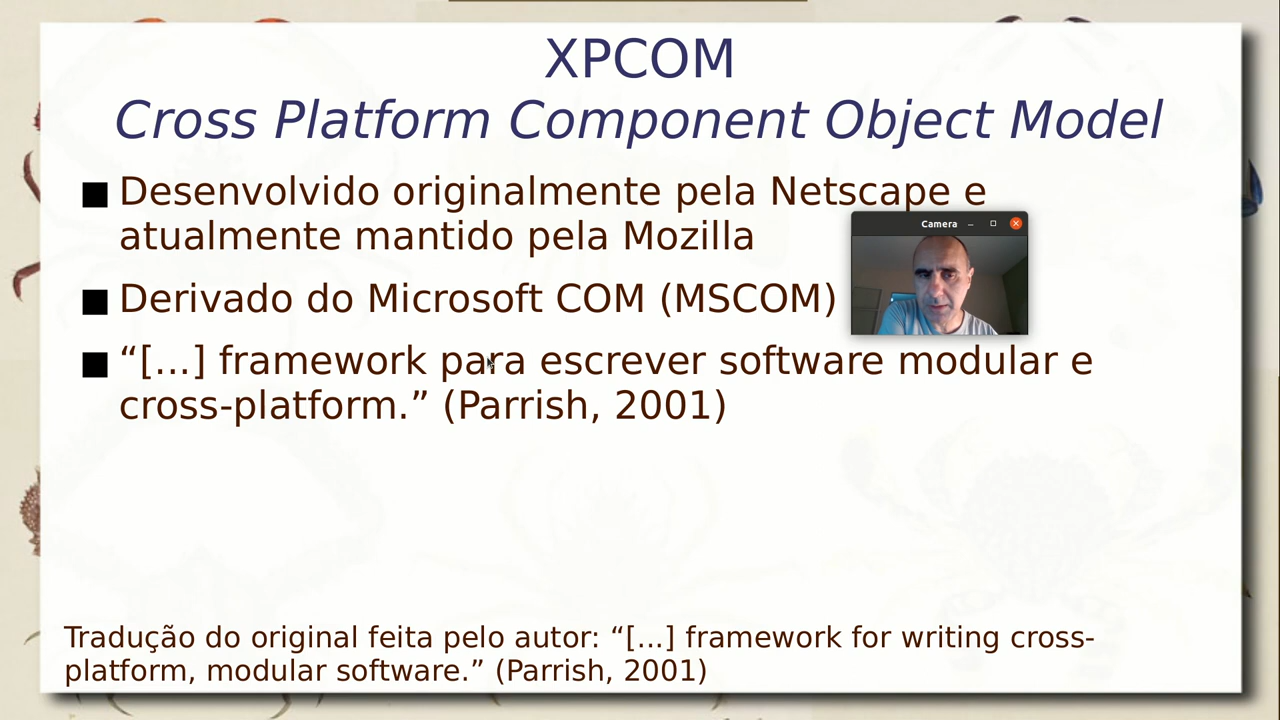 XPCOM
Cross Platform Component Object Model
■ Desenvolvido originalmente pela Netscape e
atualmente mantido pela Mozilla
Camera
■ Derivado do Microsoft COM (MSCOM)
■ “[...] framework para escrever software modular e
cross-platform.” (Parrish, 2001)
Tradução do original feita pelo autor: “[...] framework for writing cross-
platform, modular software.” (Parrish, 2001)